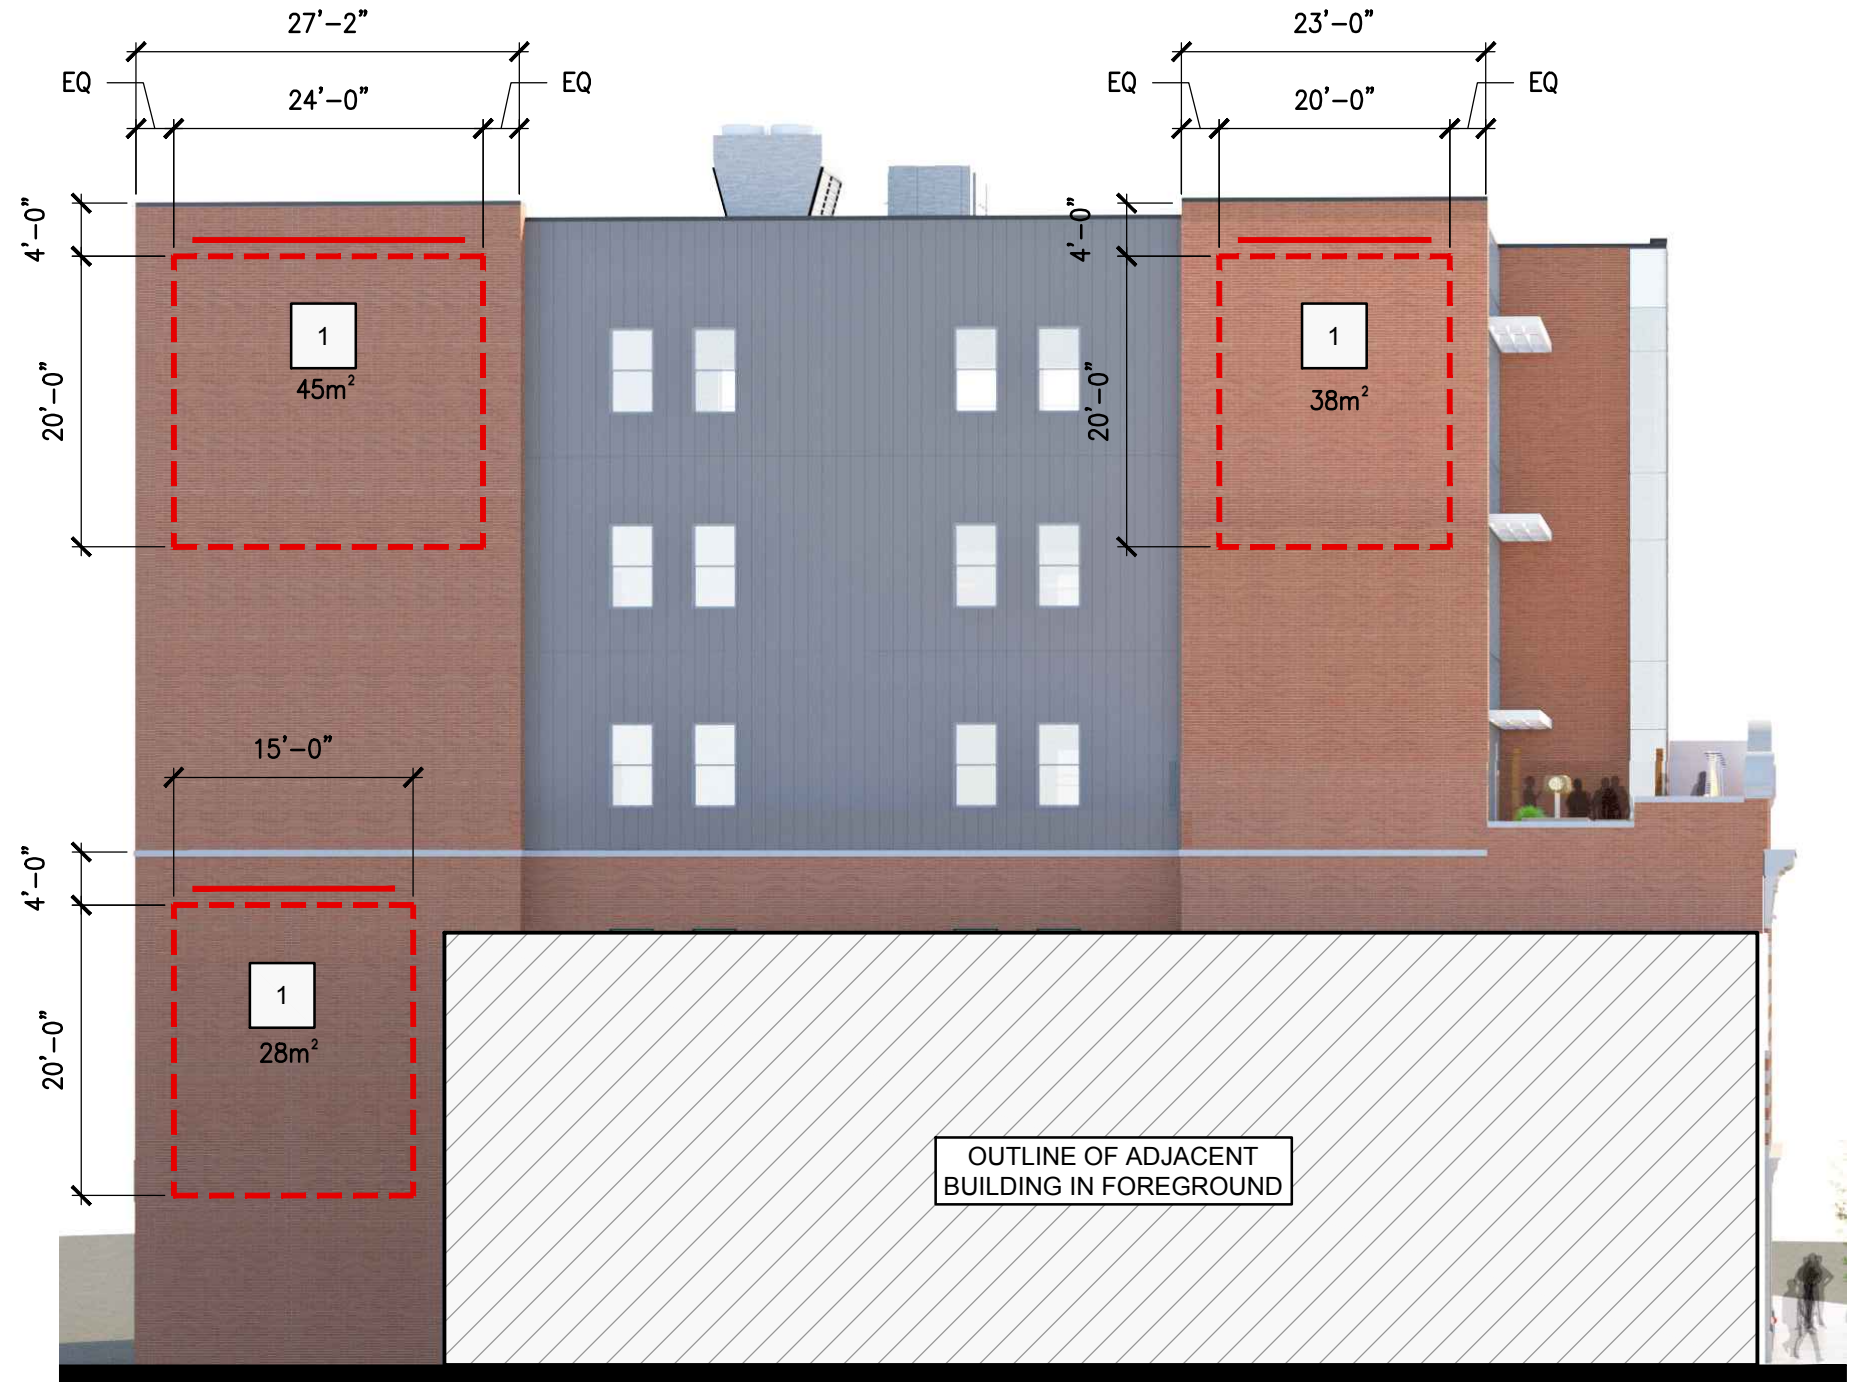 27’-2”
23’-0”
EQ
EQ
EQ
EQ
24’-0”
20’-0”
4’-0”
4’-0”
1
45m²
1
38m²
20’-0”
20’-0”
15’-0”
4’-0”
1
28m²
20’-0”
OUTLINE OF ADJACENT
BUILDING IN FOREGROUND